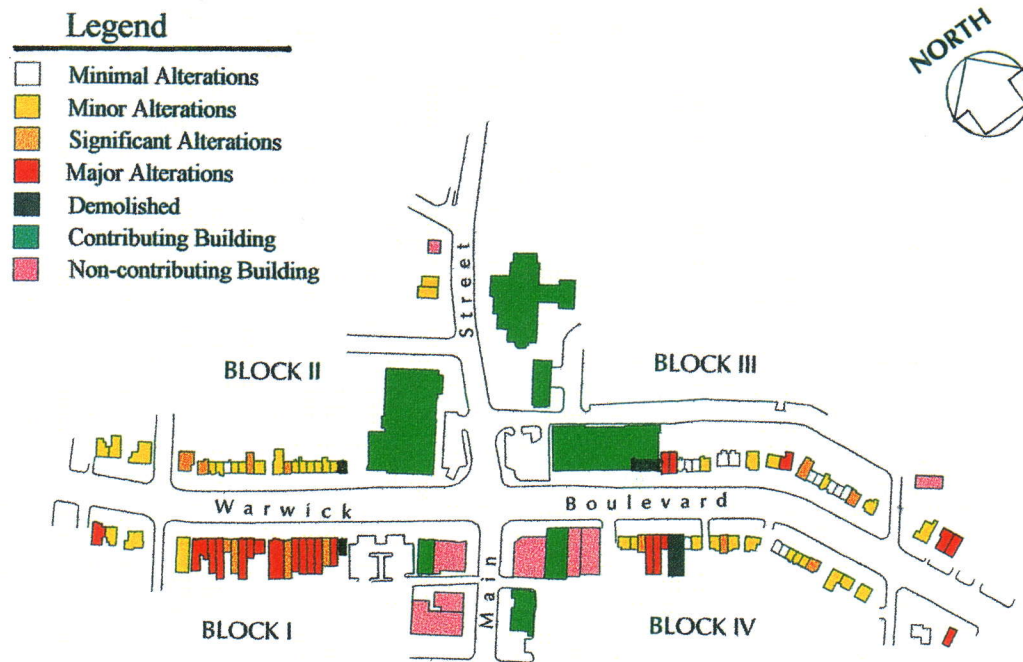 Legend
Minimal Alterations
Minor Alterations
Significant Alterations
Major Alterations
Demolished
Contributing Building
Non-contributing Building
NORTH
Street
BLOCK II
BLOCK III
Warwick
Boulevard
Main
BLOCK I
BLOCK IV